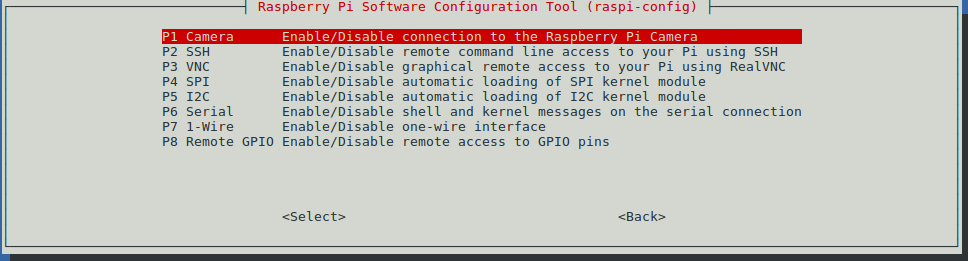 Raspberry Pi Software Configuration Tool (raspi-config)
P1 Camera Enable/Disable connection to the Raspberry Pi Camera
P2 SSH Enable/Disable remote command line access to your Pi using SSH
P3 VNC Enable/Disable graphical remote access to your Pi using RealVNC
P4 SPI Enable/Disable automatic loading of SPI kernel module
P5 I2C Enable/Disable automatic loading of I2C kernel module
P6 Serial Enable/Disable shell and kernel messages on the serial connection
P7 1-Wire Enable/Disable one-wire interface
P8 Remote GPIO Enable/Disable remote access to GPIO pins
<Select> <Back>